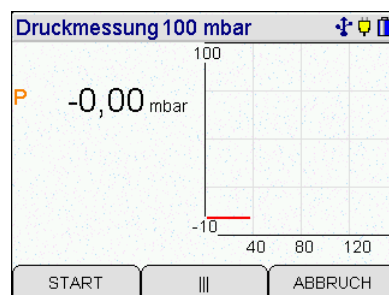 Druckmessung 100 mbar
100
P -0,00 mbar
-10
40 80 120
START ||| ABBRUCH